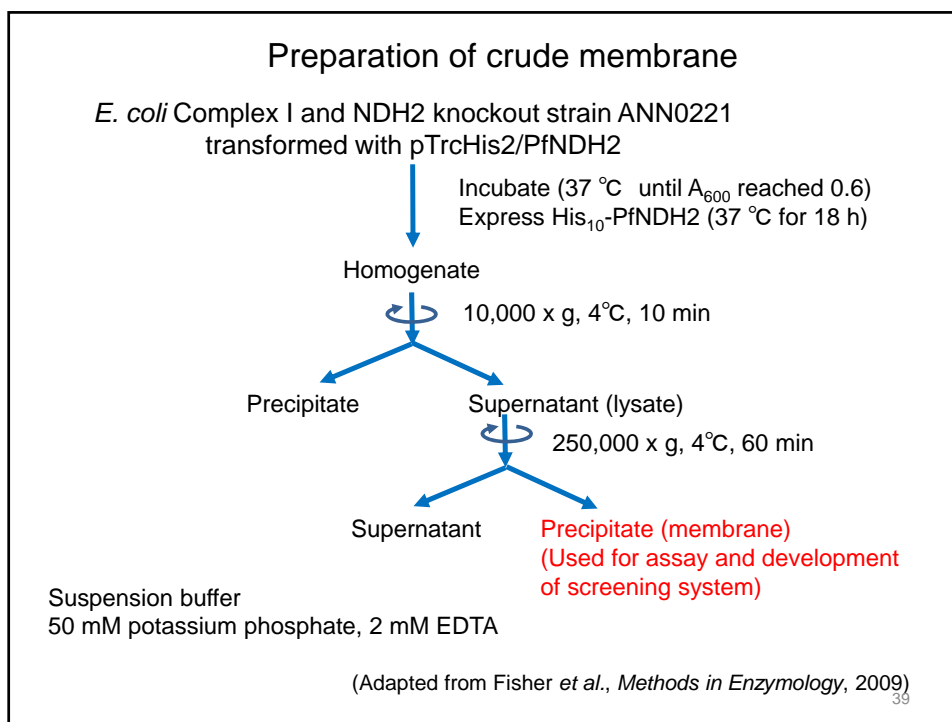 Preparation of crude membrane
E. coli Complex I and NDH2 knockout strain ANN0221
transformed with pTrcHis2/PfNDH2
Incubate (37 ℃ until A₆₀₀ reached 0.6)
Express His₁₀-PfNDH2 (37 ℃ for 18 h)
Homogenate
10,000 x g, 4℃, 10 min
Precipitate
Supernatant (lysate)
250,000 x g, 4℃, 60 min
Supernatant
Precipitate (membrane)
(Used for assay and development
of screening system)
Suspension buffer
50 mM potassium phosphate, 2 mM EDTA
(Adapted from Fisher et al., Methods in Enzymology, 2009)
39